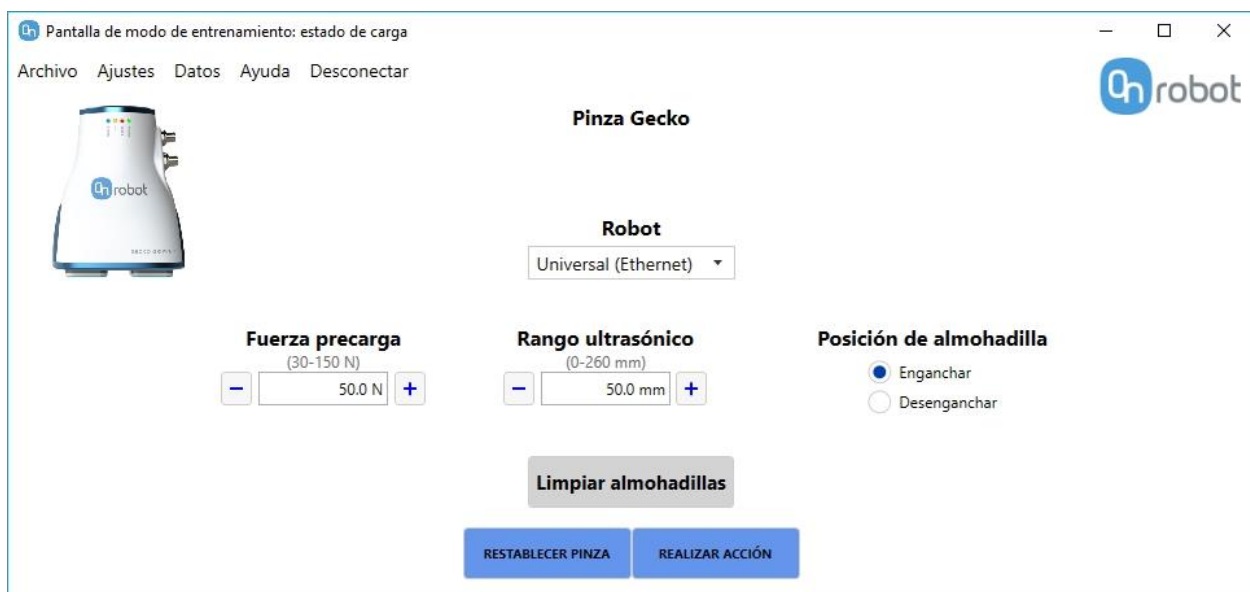 Pantalla de modo de entrenamiento: estado de carga
Archivo Ajustes Datos Ayuda Desconectar
On robot
Pinza Gecko
On robot
Robot
Universal (Ethernet)
Fuerza precarga
(30-150 N)
50.0 N
Rango ultrasónico
(0-260 mm)
50.0 mm
Posición de almohadilla
Enganchar
Desenganchar
Limpiar almohadillas
RESTABLECER PINZA
REALIZAR ACCIÓN